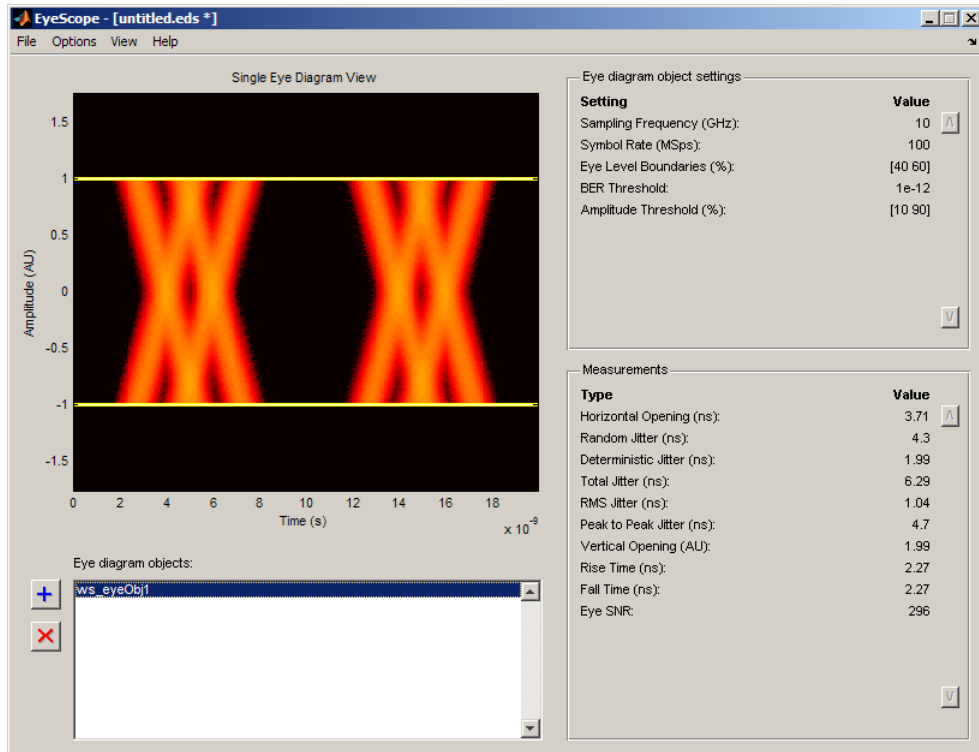 EyeScope - [untitled.eds *]
File Options View Help
Single Eye Diagram View
1.5
1
0.5
0
-0.5
-1
-1.5
Amplitude (AU)
0 2 4 6 8 10 12 14 16 18
Time (s)
x 10^-9
Eye diagram objects:
ws_eyeObj1
Eye diagram object settings
Setting Value
Sampling Frequency (GHz): 10
Symbol Rate (MSps): 100
Eye Level Boundaries (%): [40 60]
BER Threshold: 1e-12
Amplitude Threshold (%): [10 90]
Measurements
Type Value
Horizontal Opening (ns): 3.71
Random Jitter (ns): 4.3
Deterministic Jitter (ns): 1.99
Total Jitter (ns): 6.29
RMS Jitter (ns): 1.04
Peak to Peak Jitter (ns): 4.7
Vertical Opening (AU): 1.99
Rise Time (ns): 2.27
Fall Time (ns): 2.27
Eye SNR: 296